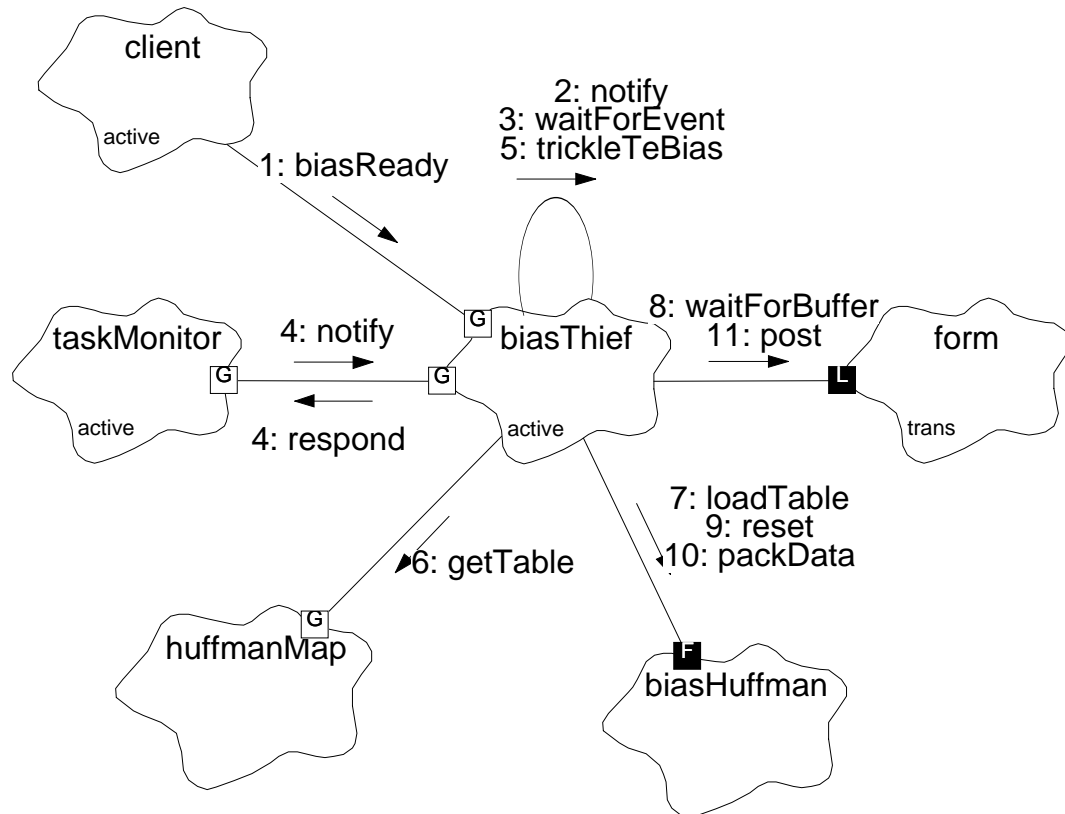 client
active
2: notify
3: waitForEvent
5: trickleTeBias
1: biasReady
G
biasThief
active
taskMonitor
G
active
4: notify
G
4: respond
8: waitForBuffer
11: post
L
form
trans
6: getTable
G
huffmanMap
7: loadTable
9: reset
10: packData
F
biasHuffman